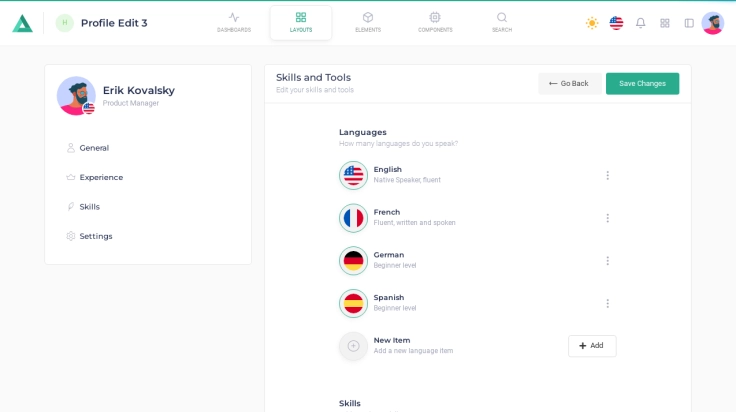 H
Profile Edit 3
DASHBOARDS
LAYOUTS
ELEMENTS
COMPONENTS
SEARCH
Erik Kovalsky
Product Manager
General
Experience
Skills
Settings
Skills and Tools
Edit your skills and tools
Go Back
Save Changes
Languages
How many languages do you speak?
English
Native Speaker, fluent
French
Fluent, written and spoken
German
Beginner level
Spanish
Beginner level
New Item
Add a new language item
Add
Skills